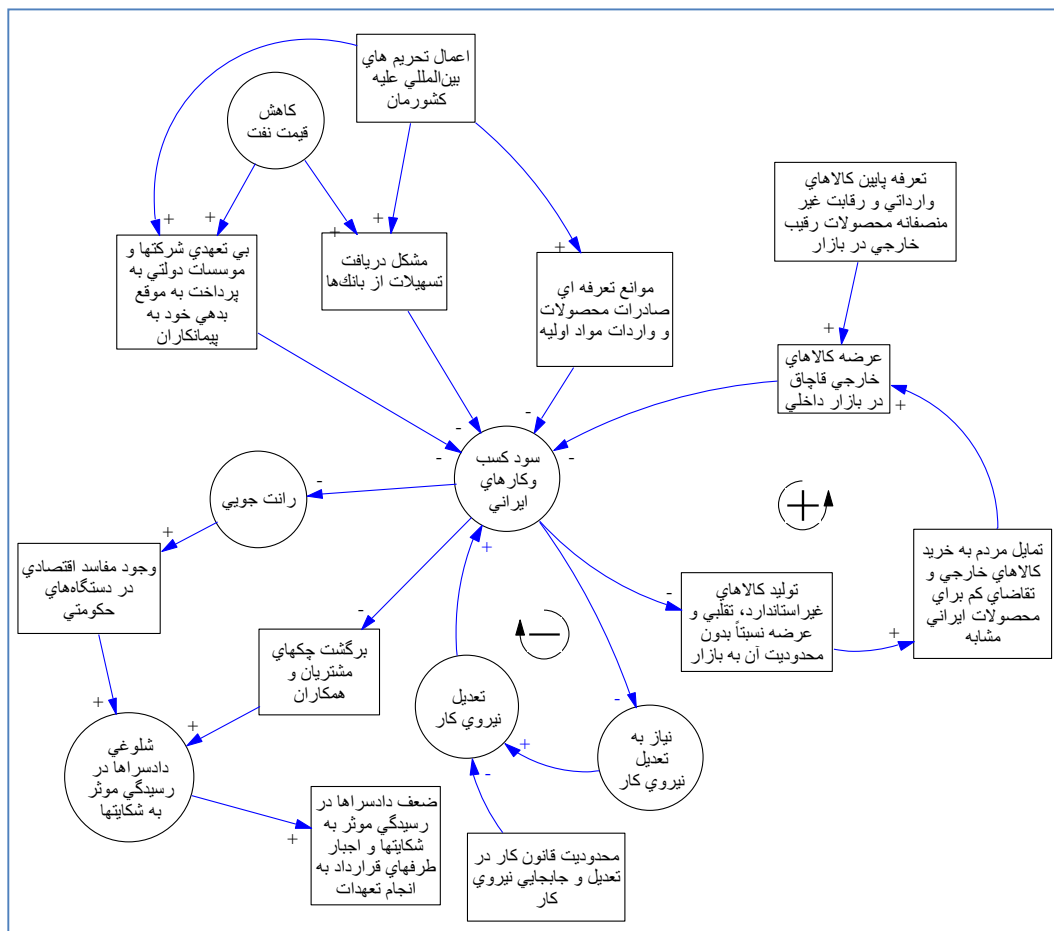 اعمال تحريم هاي
بين‌المللي عليه
كشورمان
كاهش
قيمت نفت
تعرفه پايين كالاهاي
وارداتي و رقابت غير
منصفانه محصولات رقيب
خارجي در بازار
+
+
+
+
+
بي تعهدي شركتها و
موسسات دولتي به
پرداخت به موقع
بدهي خود به
پيمانكاران
مشكل دريافت
تسهيلات از بانك‌ها
موانع تعرفه اي
صادرات محصولات
و واردات مواد اوليه
+
عرضه كالاهاي
خارجي قاچاق
در بازار داخلي
+
-
-
-
-
سود كسب
وكارهاي
ايراني
-
رانت جويي
+
+
-
+
وجود مفاسد اقتصادي
در دستگاه‌هاي
حكومتي
-
برگشت چكهاي
مشتريان و
همكاران
-
توليد كالاهاي
غيراستاندارد، تقلبي و
عرضه نسبتاً بدون
محدوديت آن به بازار
+
تمايل مردم به خريد
كالاهاي خارجي و
تقاضاي كم براي
محصولات ايراني
مشابه
تعديل
نيروي كار
-
نياز به
تعديل
نيروي كار
+
-
+
+
شلوغي
دادسراها در
رسيدگي موثر
به شكايتها
+
ضعف دادسراها در
رسيدگي موثر به
شكايتها و اجبار
طرفهاي قرارداد به
انجام تعهدات
محدوديت قانون كار در
تعديل و جابجايي نيروي
كار